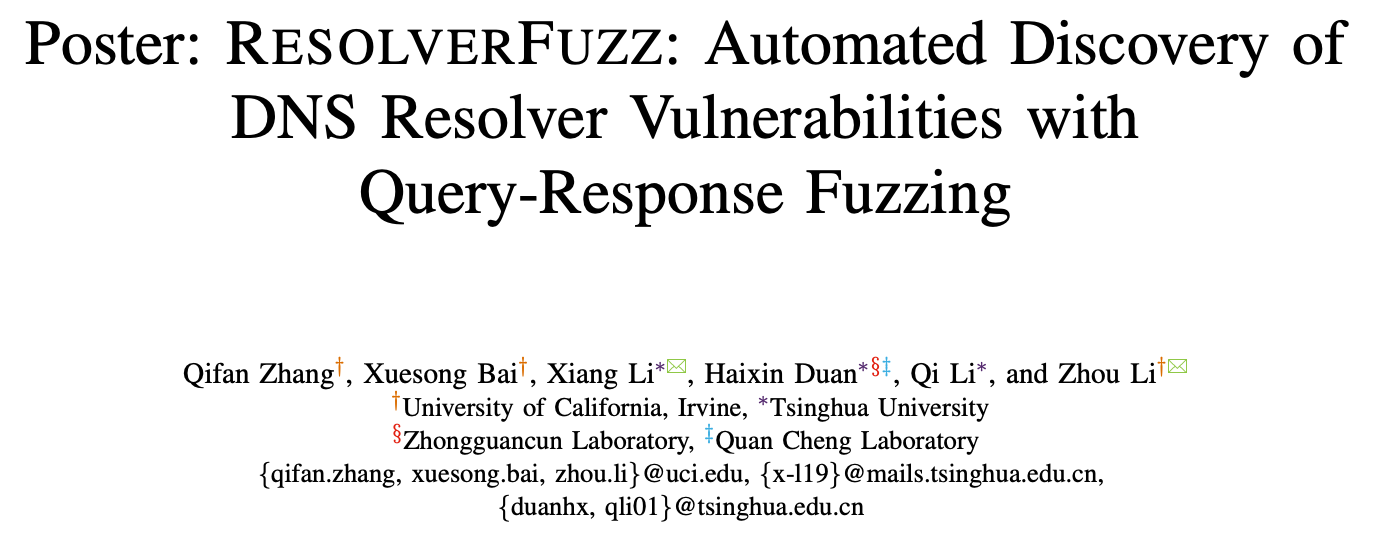 Poster: RESOLVERFUZZ: Automated Discovery of
DNS Resolver Vulnerabilities with
Query-Response Fuzzing
Qifan Zhang†, Xuesong Bai†, Xiang Li*✉, Haixin Duan*§‡, Qi Li*, and Zhou Li†✉
†University of California, Irvine, *Tsinghua University
§Zhongguancun Laboratory, ‡Quan Cheng Laboratory
{qifan.zhang, xuesong.bai, zhou.li}@uci.edu, {x-l19}@mails.tsinghua.edu.cn,
{duanhx, qli01}@tsinghua.edu.cn